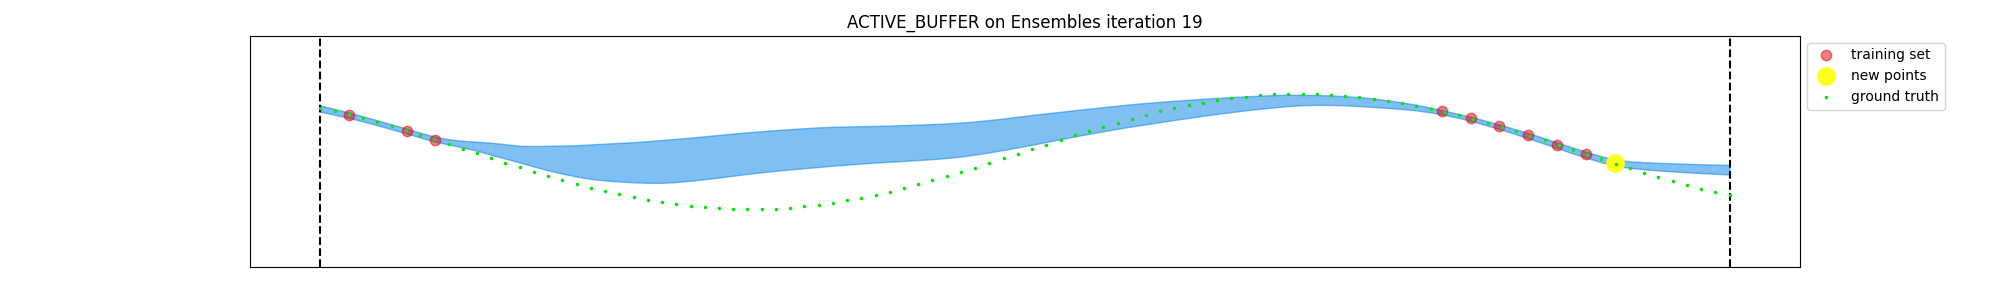 ACTIVE_BUFFER on Ensembles iteration 19
training set
new points
ground truth